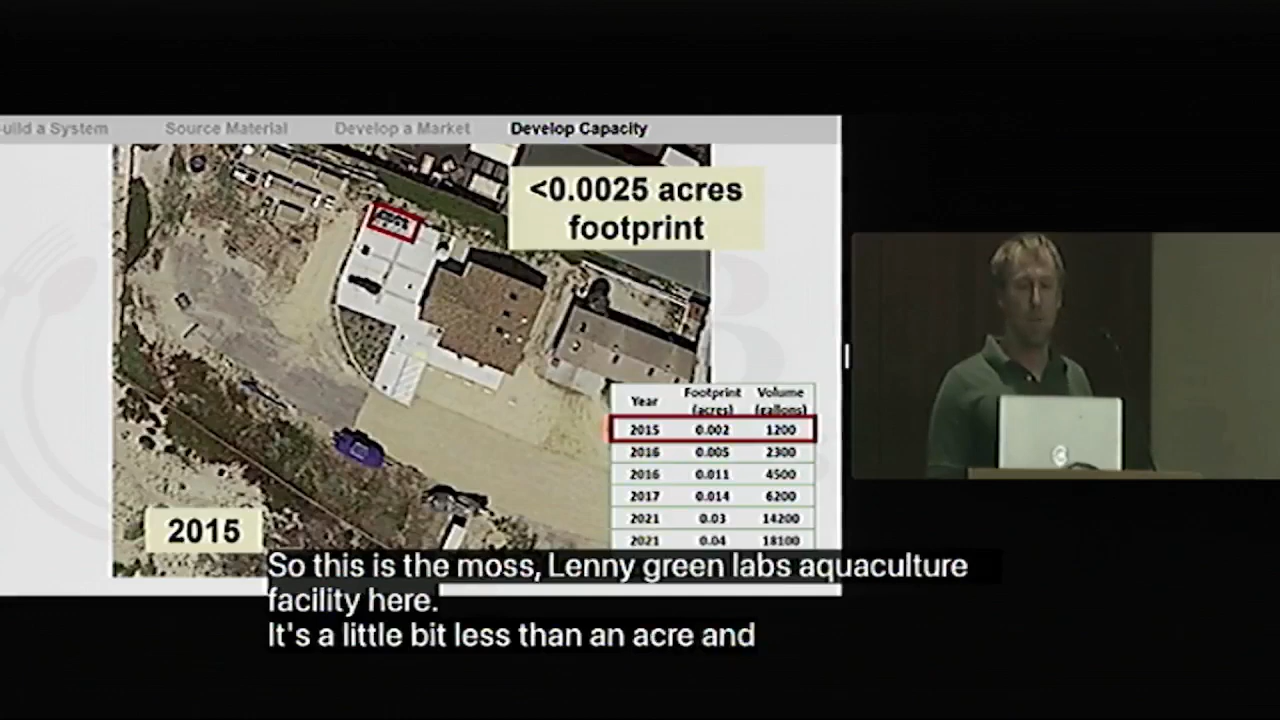 uild a System Source Material Develop a Market Develop Capacity
<0.0025 acres
footprint
Year Footprint (acres) Volume (gallons)
2015 0.002 1200
2016 0.005 2300
2016 0.011 4500
2017 0.014 6200
2021 0.03 14200
2021 0.04 18100
2015
So this is the moss, Lenny green labs aquaculture
facility here.
It's a little bit less than an acre and